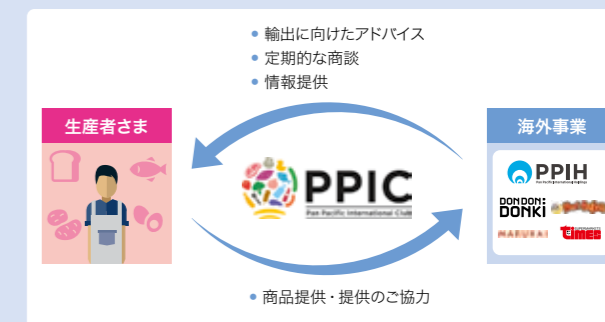 • 輸出に向けたアドバイス
• 定期的な商談
• 情報提供
生産者さま
海外事業
PPIC
Pan Pacific International Club
PPIH
DON DON:
DONKI
MARUKAI
TIMES
• 商品提供・提供のご協力